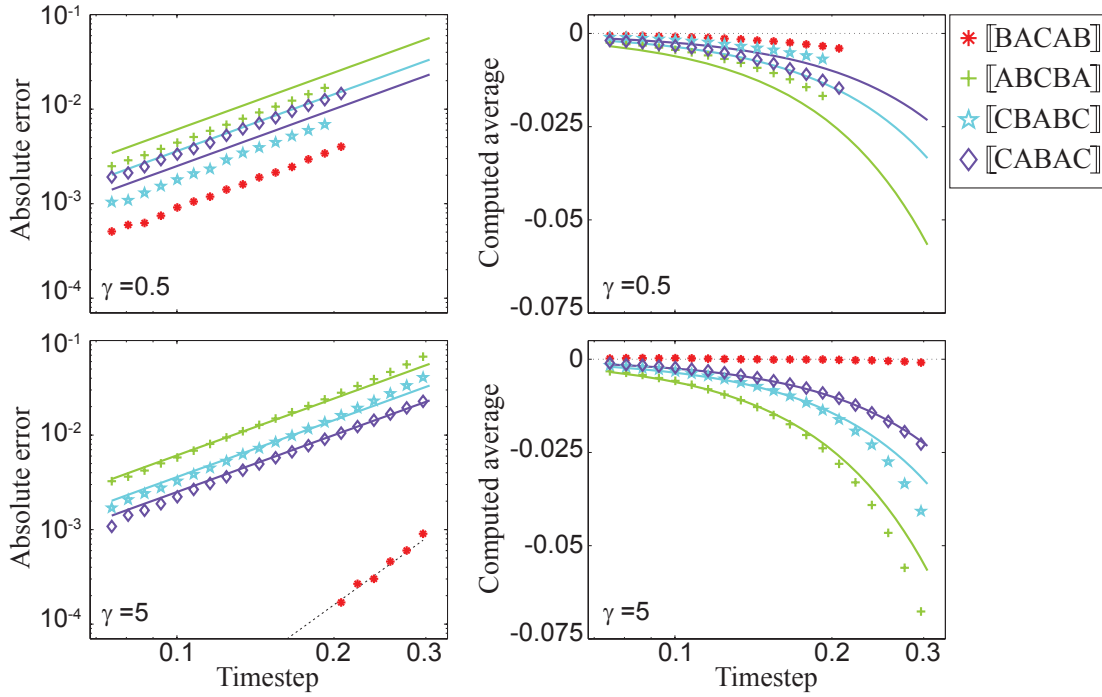 Absolute error
10⁻¹
10⁻²
10⁻³
10⁻⁴
γ =0.5
Computed average
0
-0.025
-0.05
-0.075
γ =0.5
⟦BACAB⟧
⟦ABCBA⟧
⟦CBABC⟧
⟦CABAC⟧
Absolute error
10⁻¹
10⁻²
10⁻³
10⁻⁴
γ =5
0.1
0.2
0.3
Timestep
Computed average
0
-0.025
-0.05
-0.075
γ =5
0.1
0.2
0.3
Timestep